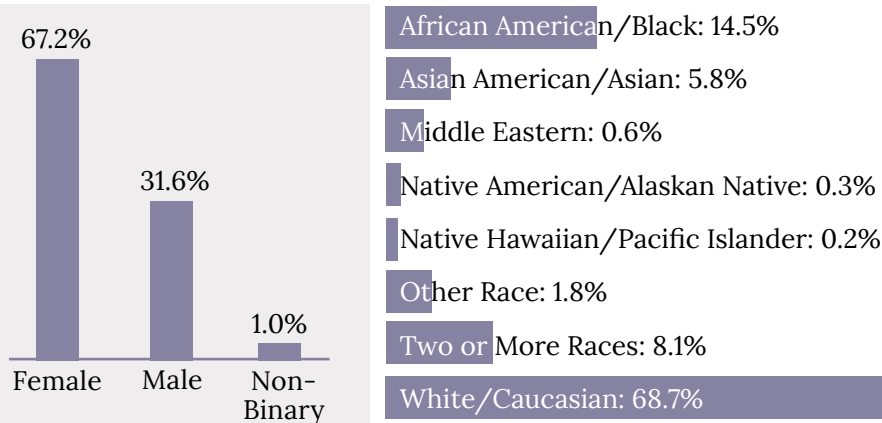 67.2%
31.6%
1.0%
Female
Male
Non-
Binary
African American/Black: 14.5%
Asian American/Asian: 5.8%
Middle Eastern: 0.6%
Native American/Alaskan Native: 0.3%
Native Hawaiian/Pacific Islander: 0.2%
Other Race: 1.8%
Two or More Races: 8.1%
White/Caucasian: 68.7%